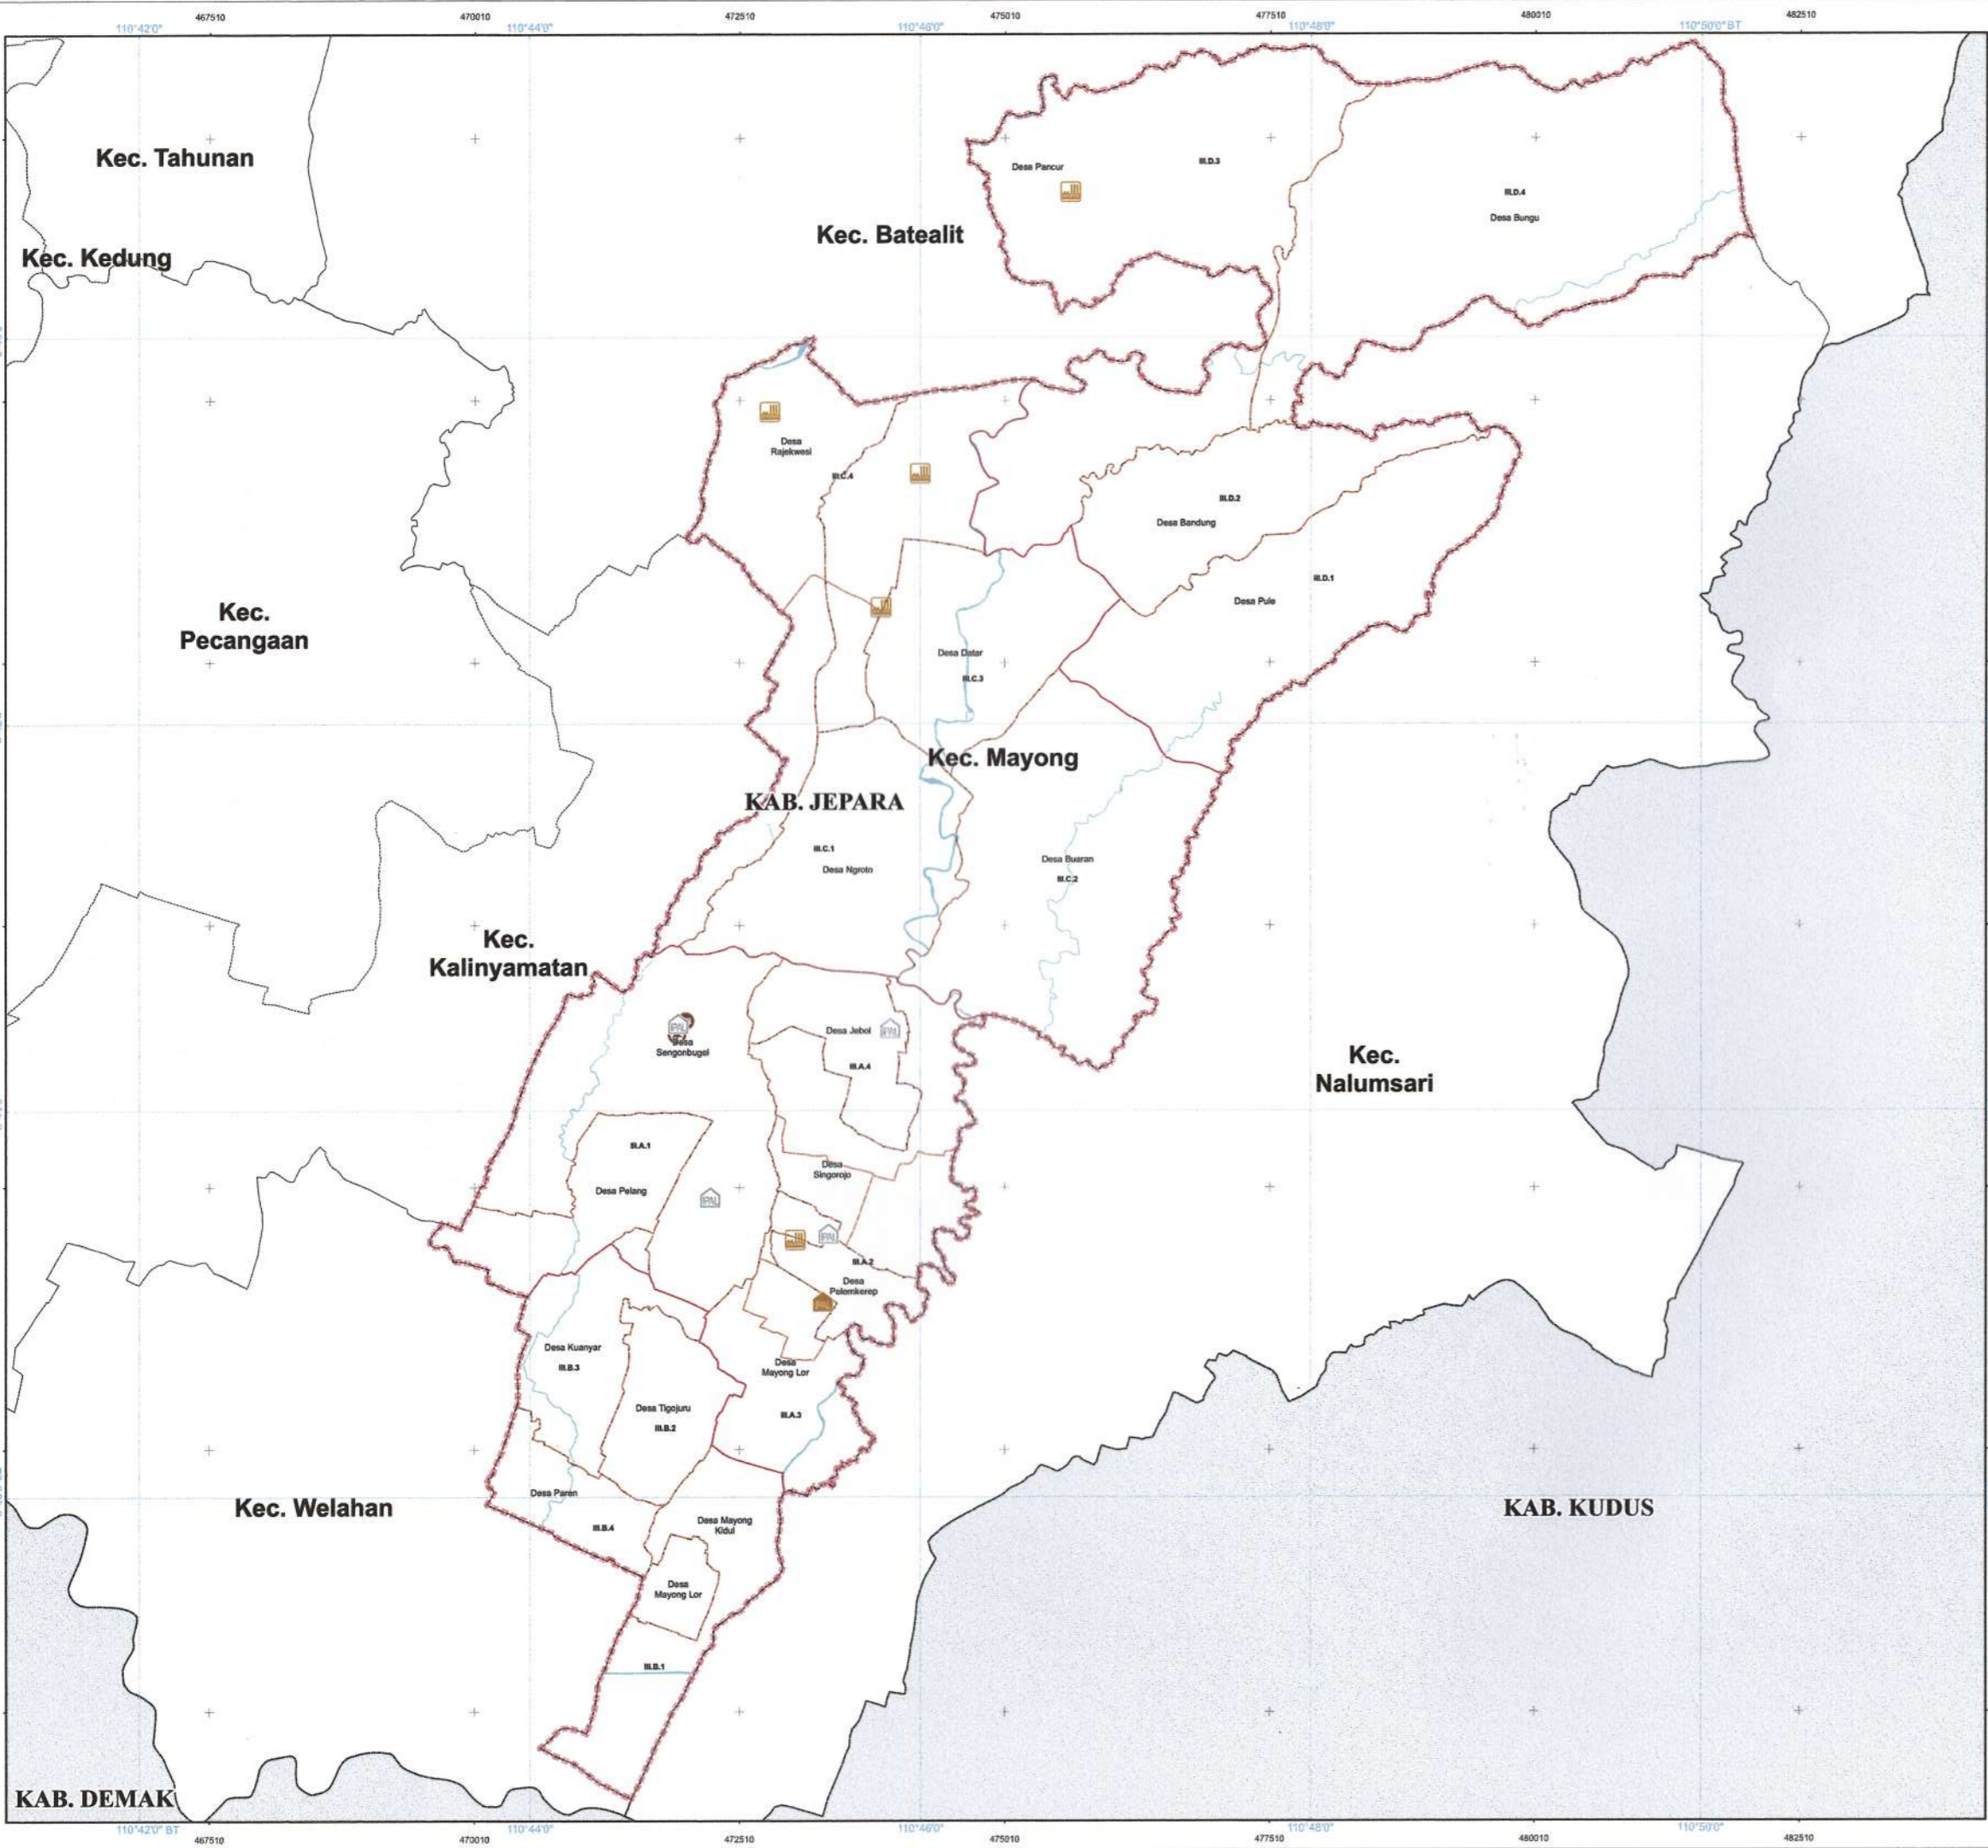 467510
470010
472510
475010
477510
480010
482510
110°42'0"
110°44'0"
110°46'0"
110°48'0"
110°50'0" BT
Kec. Tahunan
Desa Pancur
III.D.3
III.D.4
Desa Bungu
Kec. Batealit
Kec. Kedung
Desa
Rajekwesi
III.C.4
III.D.2
Desa Bandung
III.D.1
Desa Pule
Kec.
Pecangaan
Desa Datar
III.C.3
Kec. Mayong
KAB. JEPARA
III.C.1
Desa Ngroto
Desa Buaran
III.C.2
Kec.
Kalinyamatan
IPAL
Desa
Sengonbugel
Desa Jebol
IPAL
III.A.4
Kec.
Nalumsari
III.A.1
Desa Pelang
IPAL
Desa
Singorojo
IPAL
III.A.2
Desa
Pelemkerep
Desa Kuanyar
III.B.3
Desa
Mayong Lor
Desa Tigojuru
III.B.2
III.A.3
Desa Paren
III.B.4
Desa Mayong
Kidul
Kec. Welahan
KAB. KUDUS
Desa
Mayong Lor
III.B.1
KAB. DEMAK
110°42'0" BT
110°44'0"
110°46'0"
110°48'0"
110°50'0"
467510
470010
472510
475010
477510
480010
482510